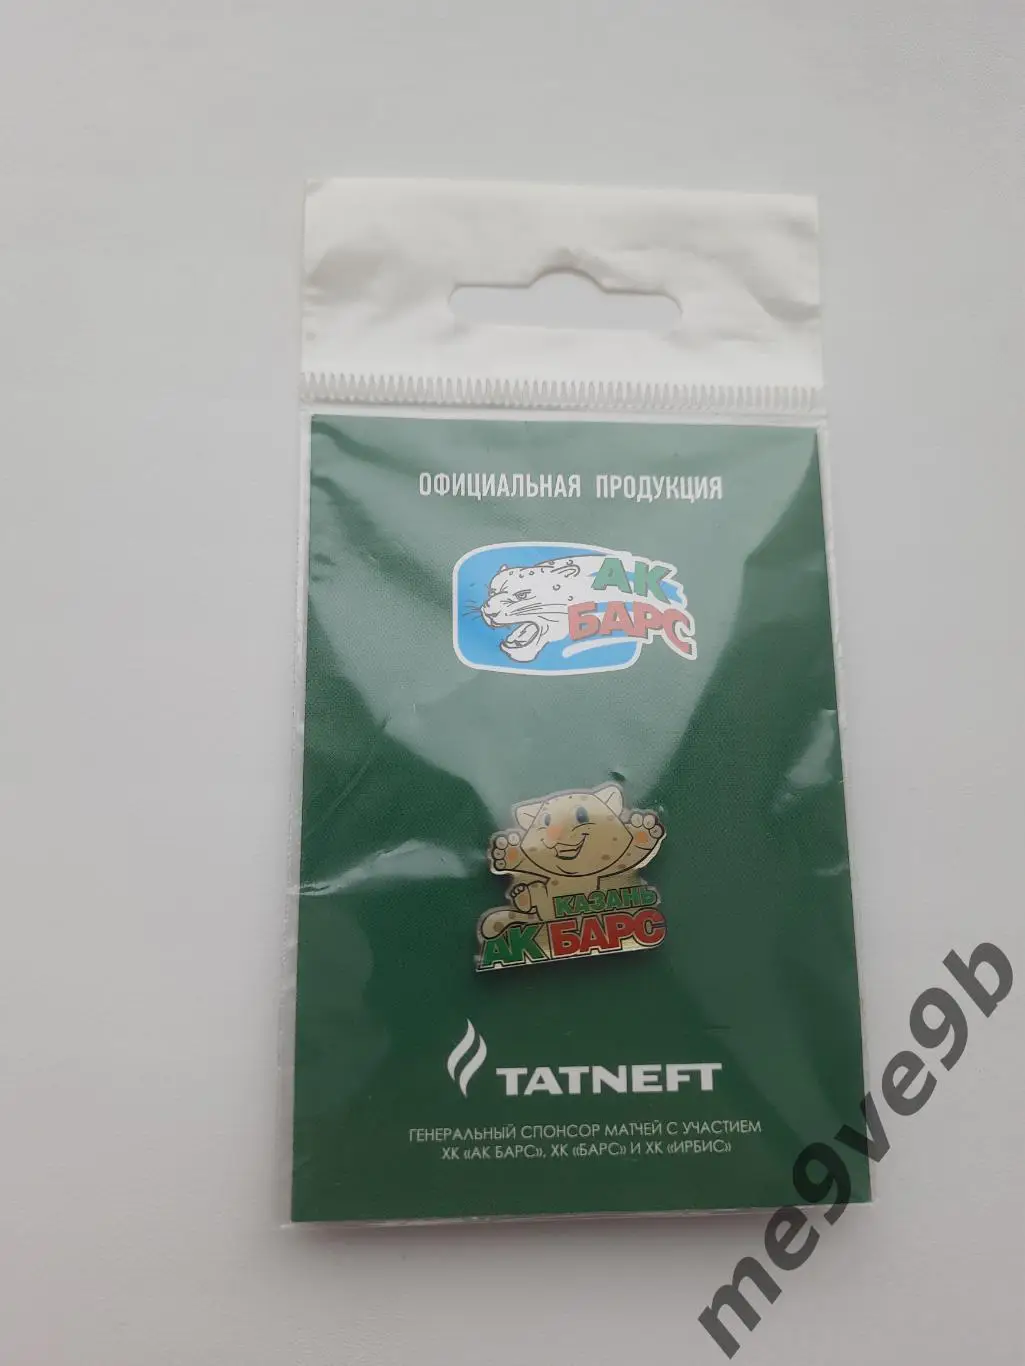 ОФИЦИАЛЬНАЯ ПРОДУКЦИЯ
АК
БАРС
КАЗАНЬ
АК БАРС
TATNEFT
ГЕНЕРАЛЬНЫЙ СПОНСОР МАТЧЕЙ С УЧАСТИЕМ
ХК «АК БАРС», ХК «БАРС» И ХК «ИРБИС»
me9ve9b